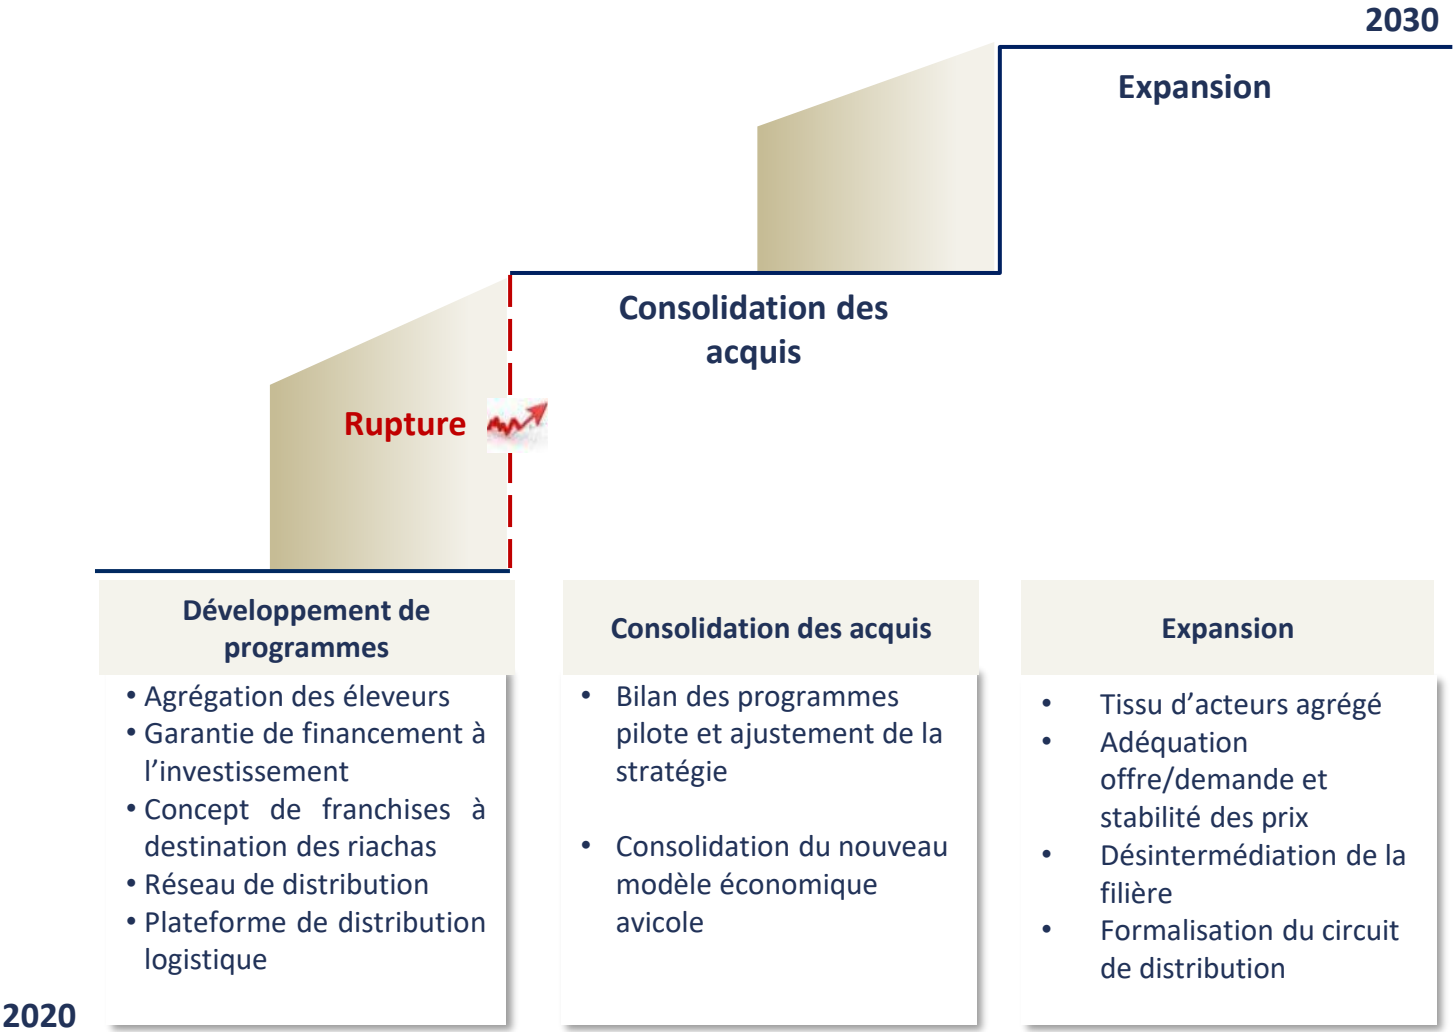 2030
Expansion
Consolidation des
acquis
Rupture
Développement de
programmes
• Agrégation des éleveurs
• Garantie de financement à
l’investissement
• Concept de franchises à
destination des riachas
• Réseau de distribution
• Plateforme de distribution
logistique
Consolidation des acquis
• Bilan des programmes
pilote et ajustement de la
stratégie
• Consolidation du nouveau
modèle économique
avicole
Expansion
• Tissu d’acteurs agrégé
• Adéquation
offre/demande et
stabilité des prix
• Désintermédiation de la
filière
• Formalisation du circuit
de distribution
2020